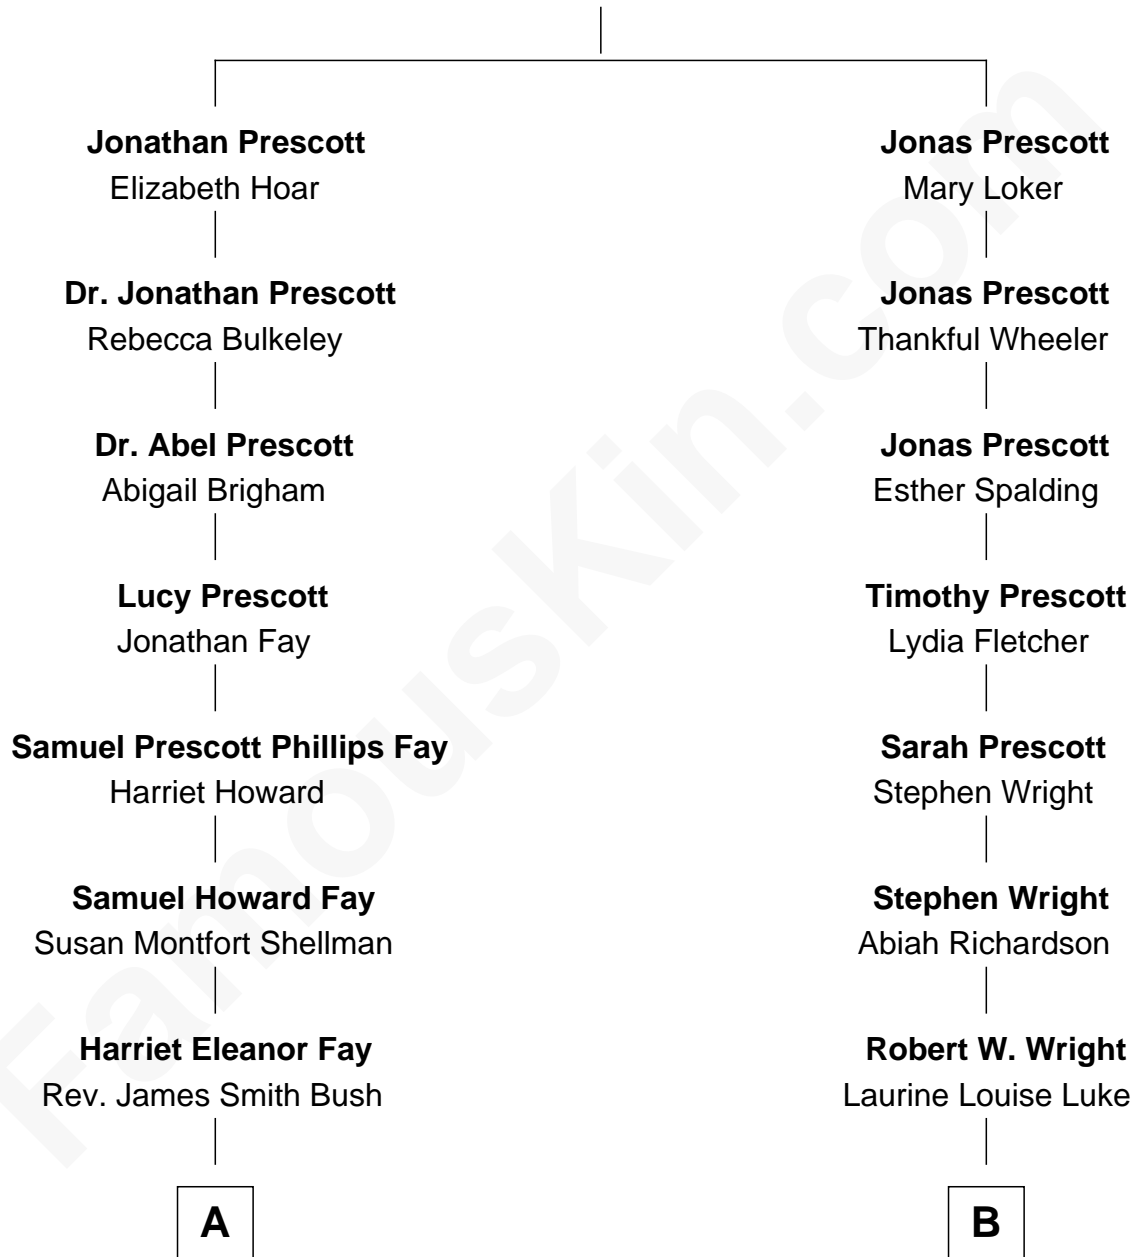 Jonathan Prescott
Elizabeth Hoar
Dr. Jonathan Prescott
Rebecca Bulkeley
Dr. Abel Prescott
Abigail Brigham
Lucy Prescott
Jonathan Fay
Samuel Prescott Phillips Fay
Harriet Howard
Samuel Howard Fay
Susan Montfort Shellman
Harriet Eleanor Fay
Rev. James Smith Bush
A
Jonas Prescott
Mary Loker
Jonas Prescott
Thankful Wheeler
Jonas Prescott
Esther Spalding
Timothy Prescott
Lydia Fletcher
Sarah Prescott
Stephen Wright
Stephen Wright
Abiah Richardson
Robert W. Wright
Laurine Louise Luke
B
FamousKin.com